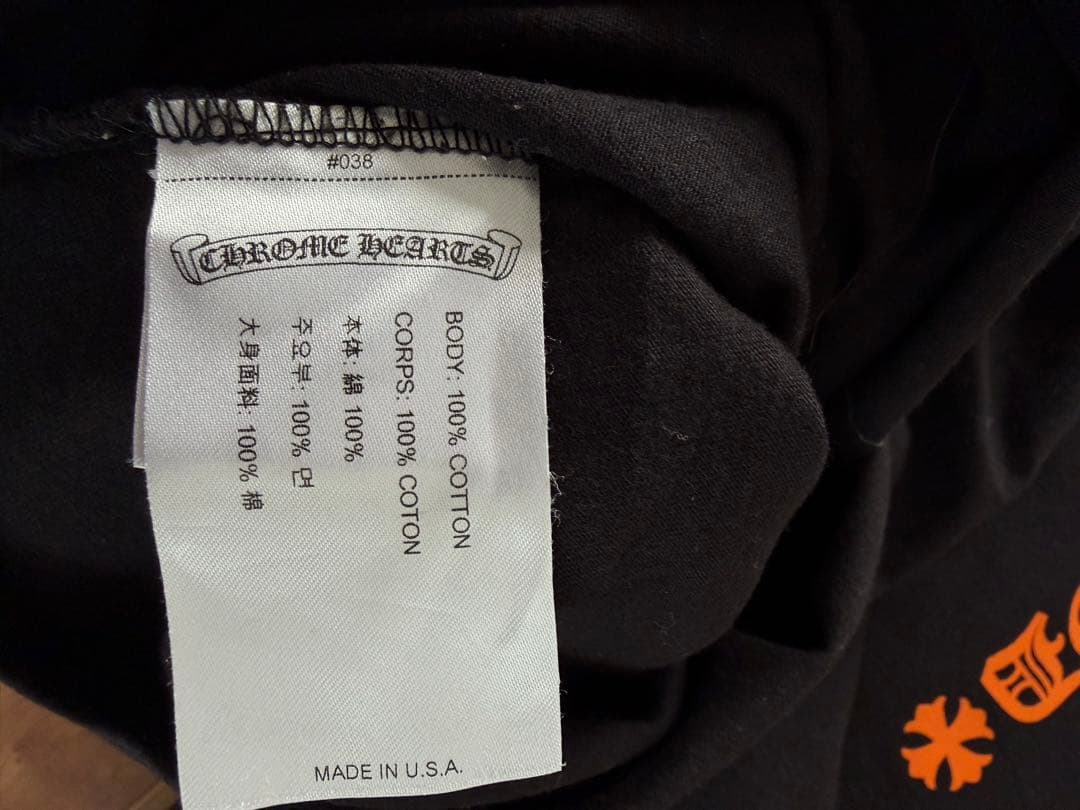 #038
CHROME HEARTS
BODY: 100% COTTON
CORPS: 100% COTON
本体: 綿 100%
주요부: 100% 면
大身面料: 100% 棉
MADE IN U.S.A.